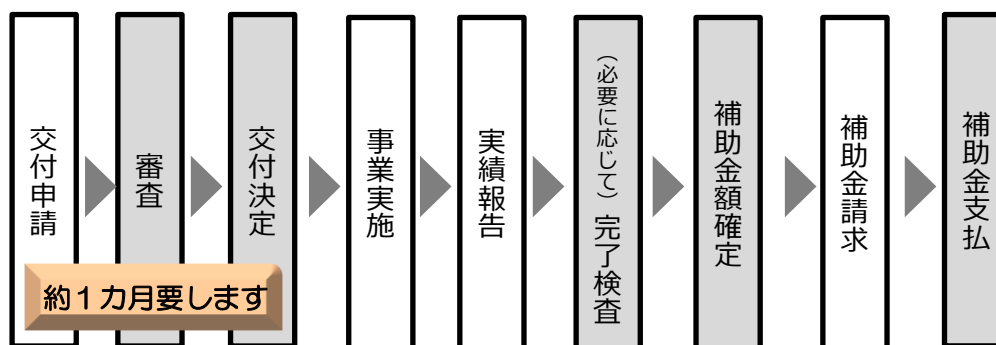 交付申請
審査
交付決定
事業実施
実績報告
（必要に応じて）完了検査
補助金額確定
補助金請求
補助金支払
約１カ月要します